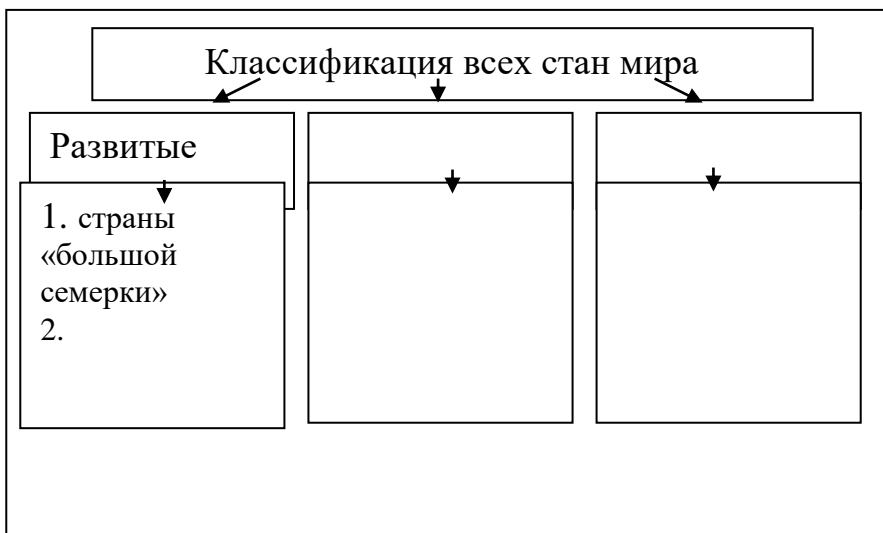 Классификация всех стан мира
Развитые
1. страны
«большой
семерки»
2.